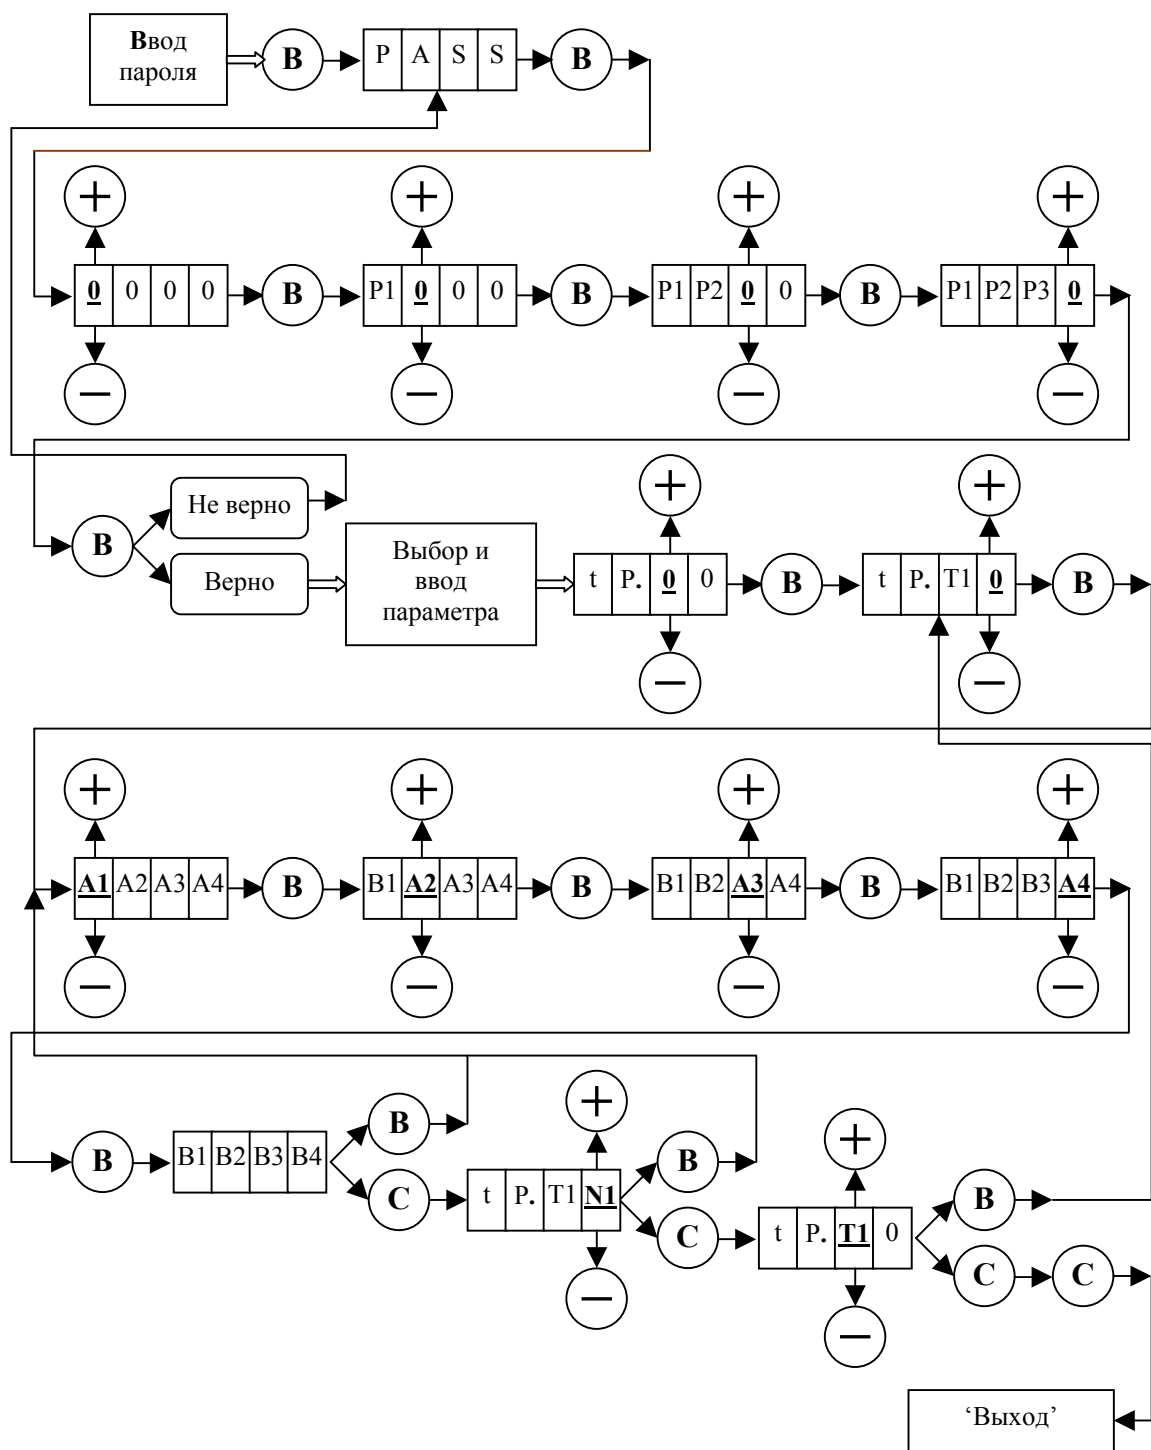 Ввод
пароля
В
P A S S
В
+ + + +
0 0 0 0
В
P1 0 0 0
В
P1 P2 0 0
В
P1 P2 P3 0
− − − −
В
Не верно
Верно
Выбор и
ввод
параметра
+ +
t P. 0 0
В
t P. T1 0
В
− −
+ + + +
A1 A2 A3 A4
В
B1 A2 A3 A4
В
B1 B2 A3 A4
В
B1 B2 B3 A4
− − − −
В
B1 B2 B3 B4
В
С
+
t P. T1 N1
−
В
С
+
t P. T1 0
−
В
С
С
‘Выход’